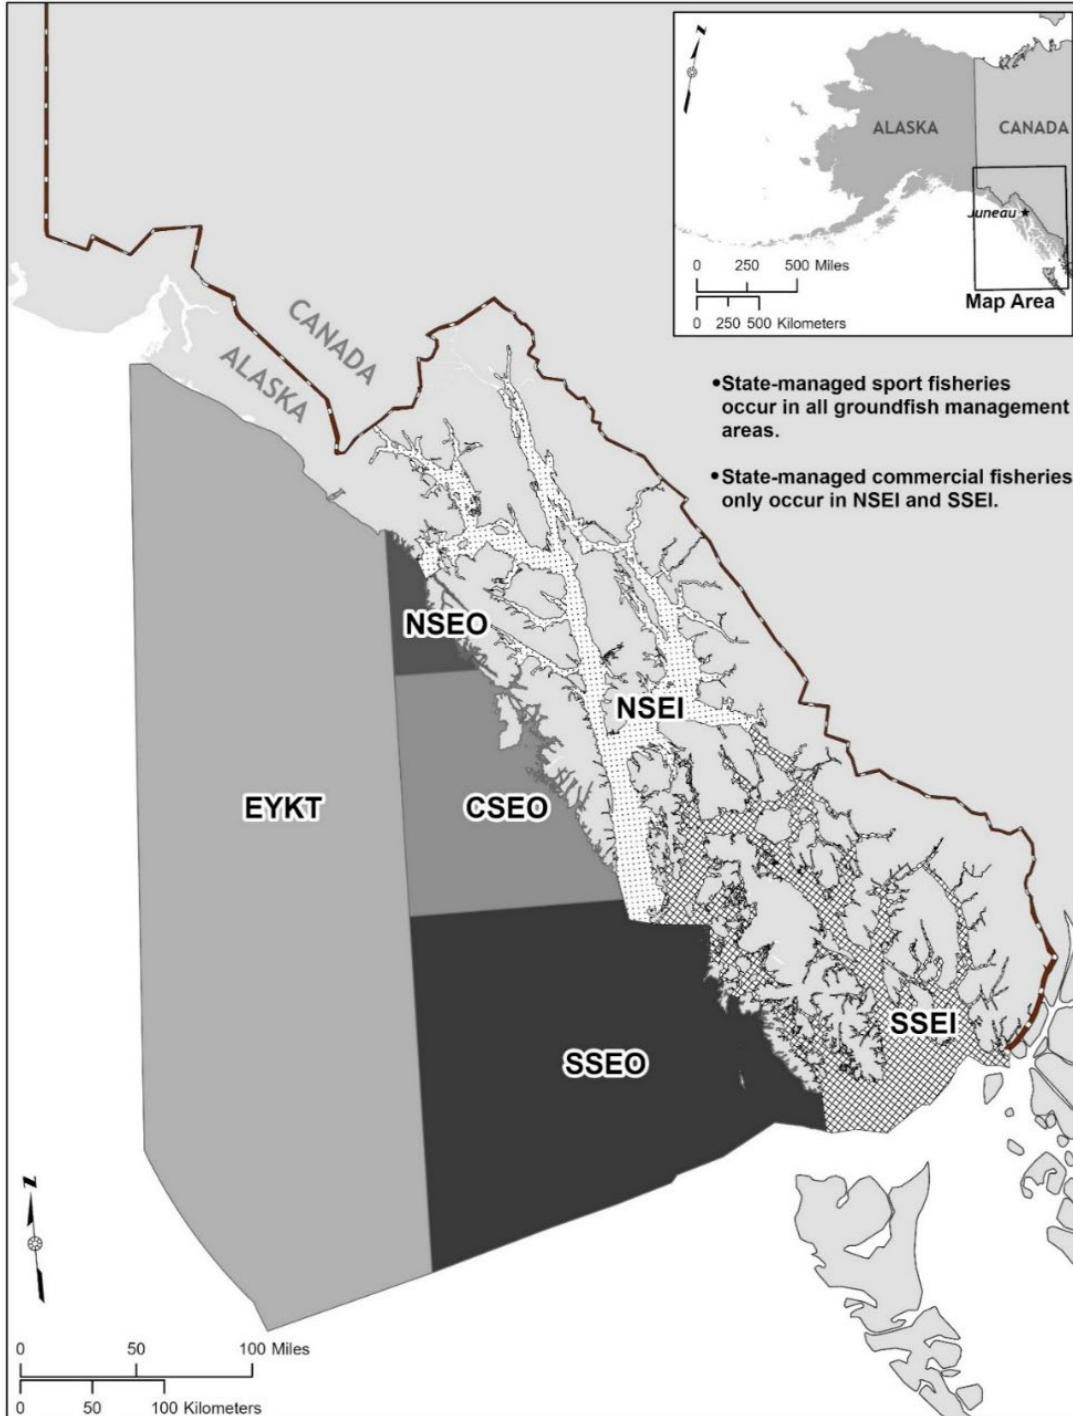 Z
ALASKA
CANADA
Juneau
0 250 500 Miles
0 250 500 Kilometers
Map Area
CANADA
ALASKA
•State-managed sport fisheries
occur in all groundfish management
areas.
•State-managed commercial fisheries
only occur in NSEI and SSEI.
NSEO
NSEI
EYKT
CSEO
SSEI
SSEO
Z
0 50 100 Miles
0 50 100 Kilometers